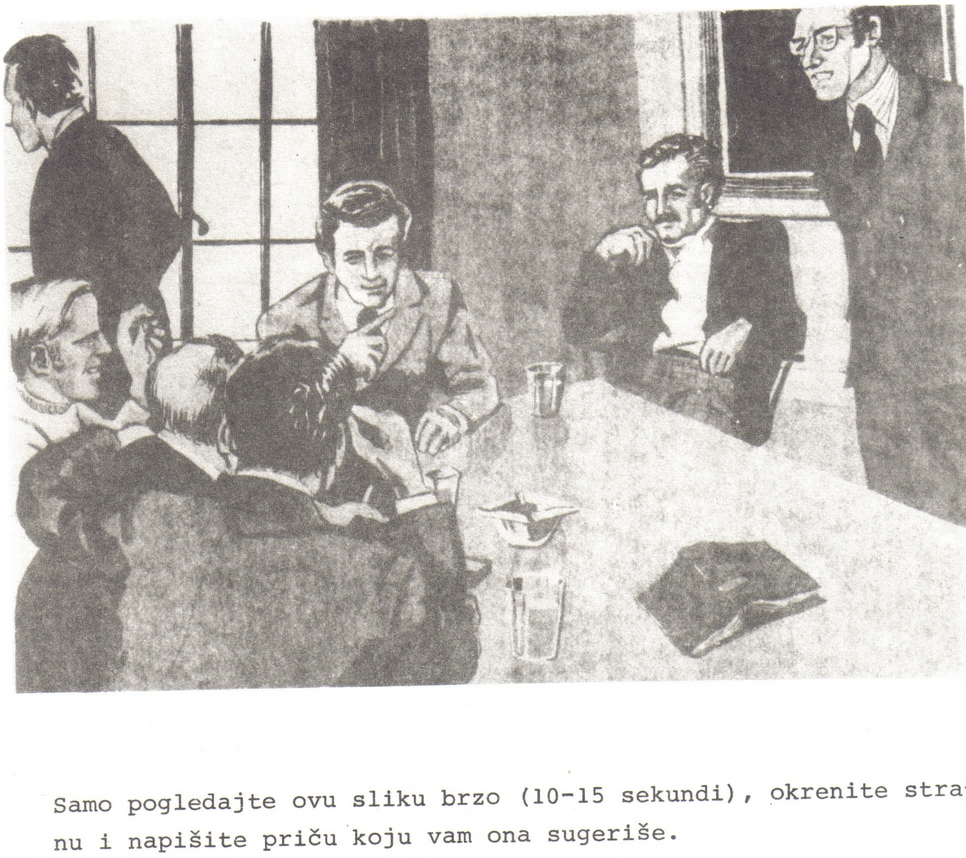 Samo pogledajte ovu sliku brzo (10-15 sekundi), okrenite stra-
nu i napišite priču koju vam ona sugeriše.